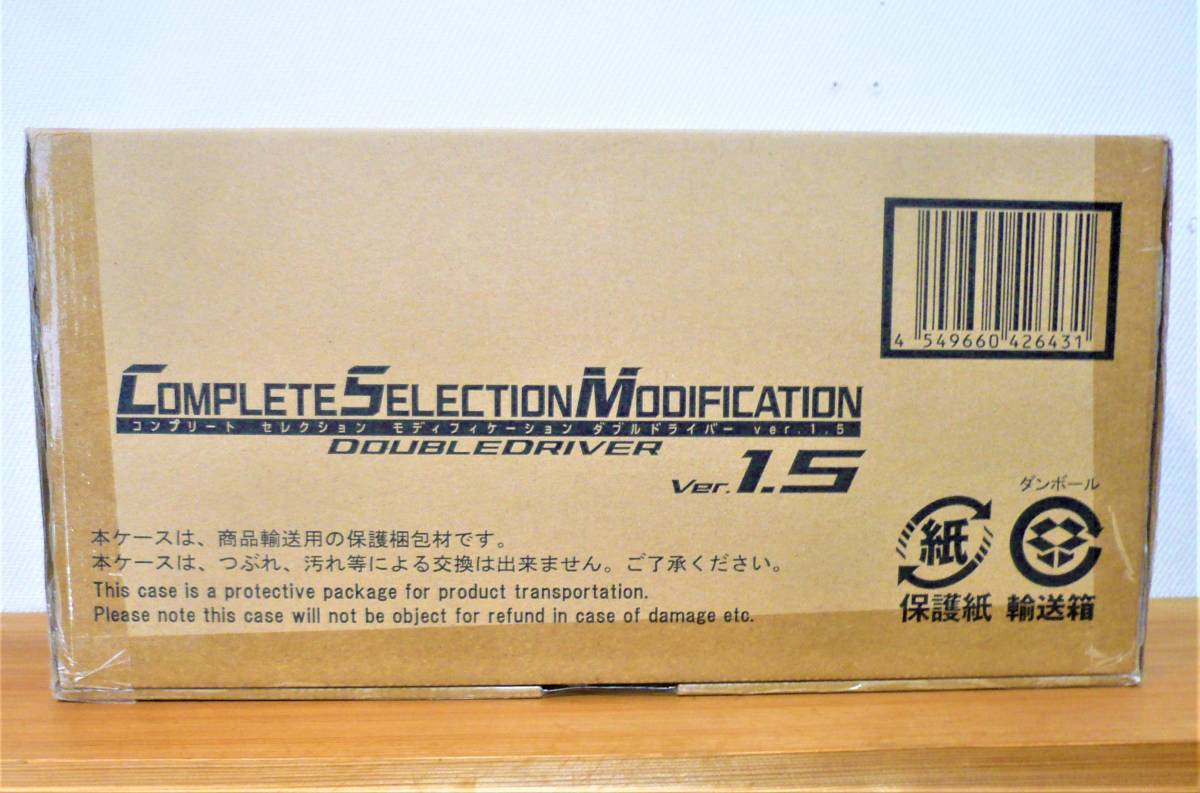 4 549660 426431
COMPLETE SELECTION MODIFICATION
コンプリート セレクション モディフィケーション ダブルドライバー ver.1.5
DOUBLEDRIVER
Ver.1.5
本ケースは、商品輸送用の保護梱包材です。
本ケースは、つぶれ、汚れ等による交換は出来ません。ご了承ください。
This case is a protective package for product transportation.
Please note this case will not be object for refund in case of damage etc.
ダンボール
紙
保護紙 輸送箱